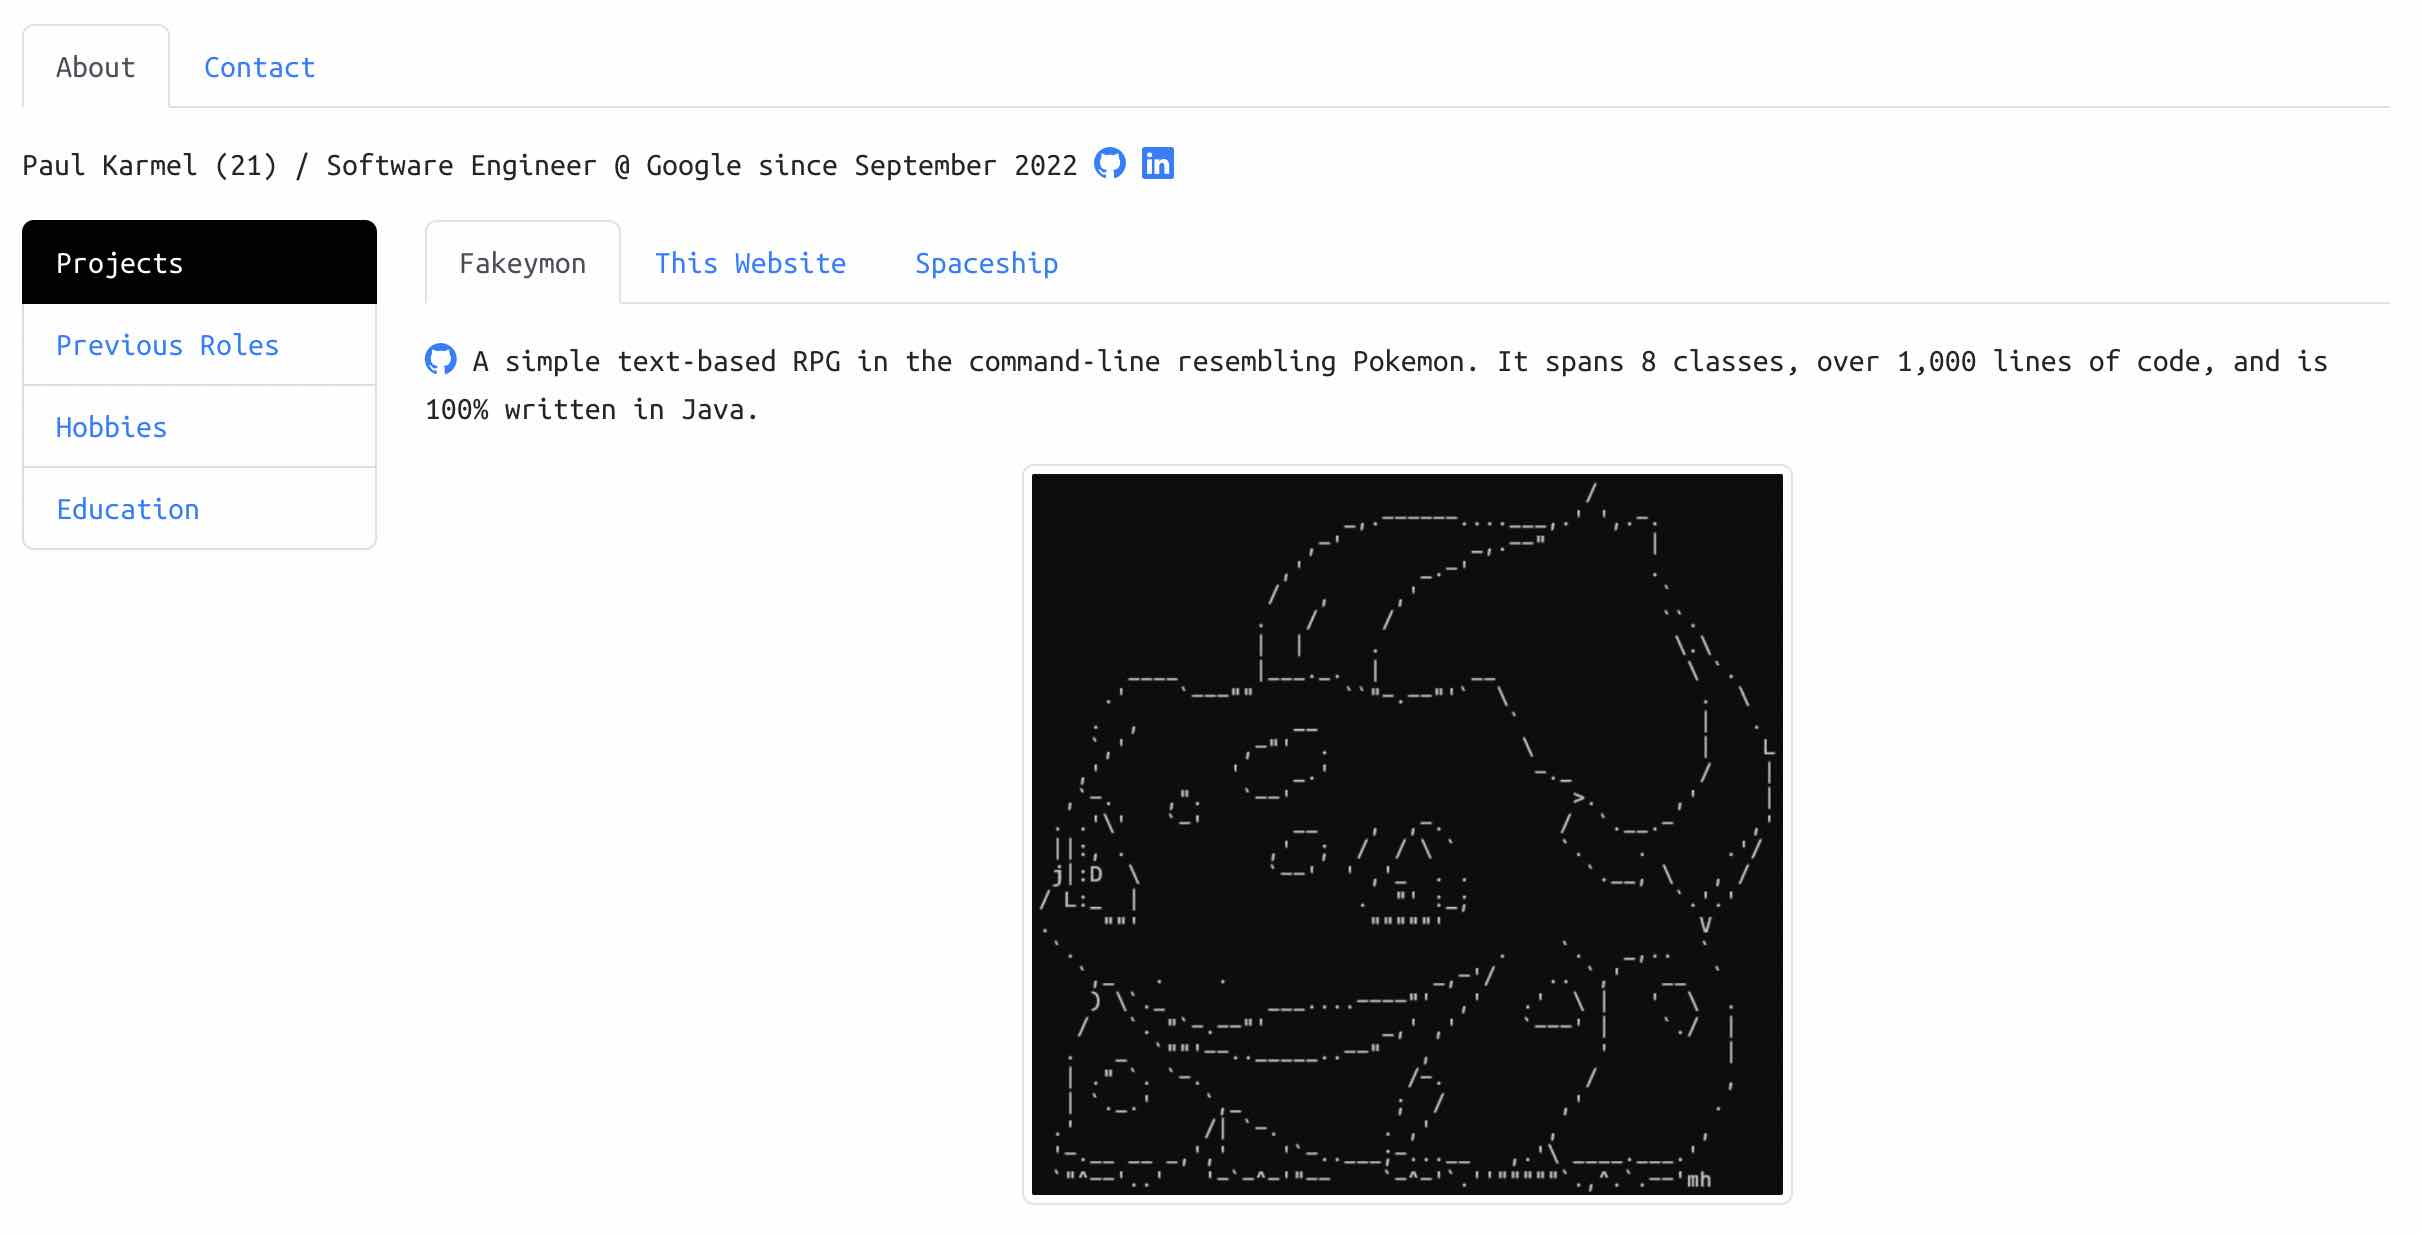 About
Contact
Paul Karmel (21) / Software Engineer @ Google since September 2022
Projects
Previous Roles
Hobbies
Education
Fakeymon
This Website
Spaceship
A simple text-based RPG in the command-line resembling Pokemon. It spans 8 classes, over 1,000 lines of code, and is
100% written in Java.
mh